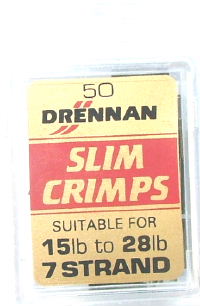 50
DRENNAN
SLIM
CRIMPS
SUITABLE FOR
15lb to 28lb
7 STRAND